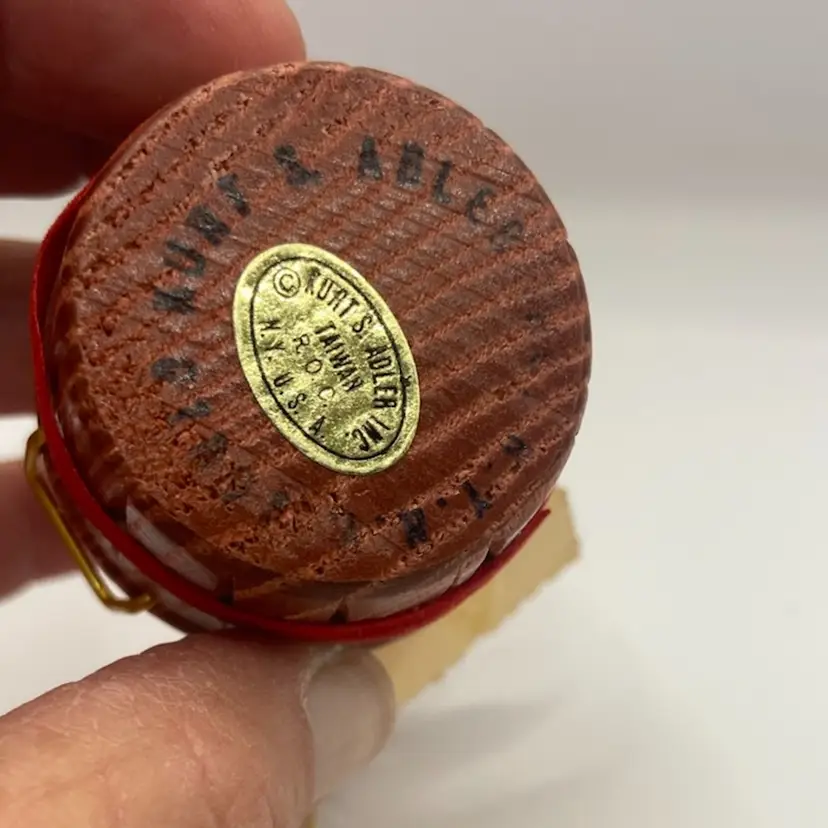 KURT S. ADLER
© KURT S. ADLER INC.
TAIWAN
R.O.C.
N.Y. U.S.A.
N.Y.